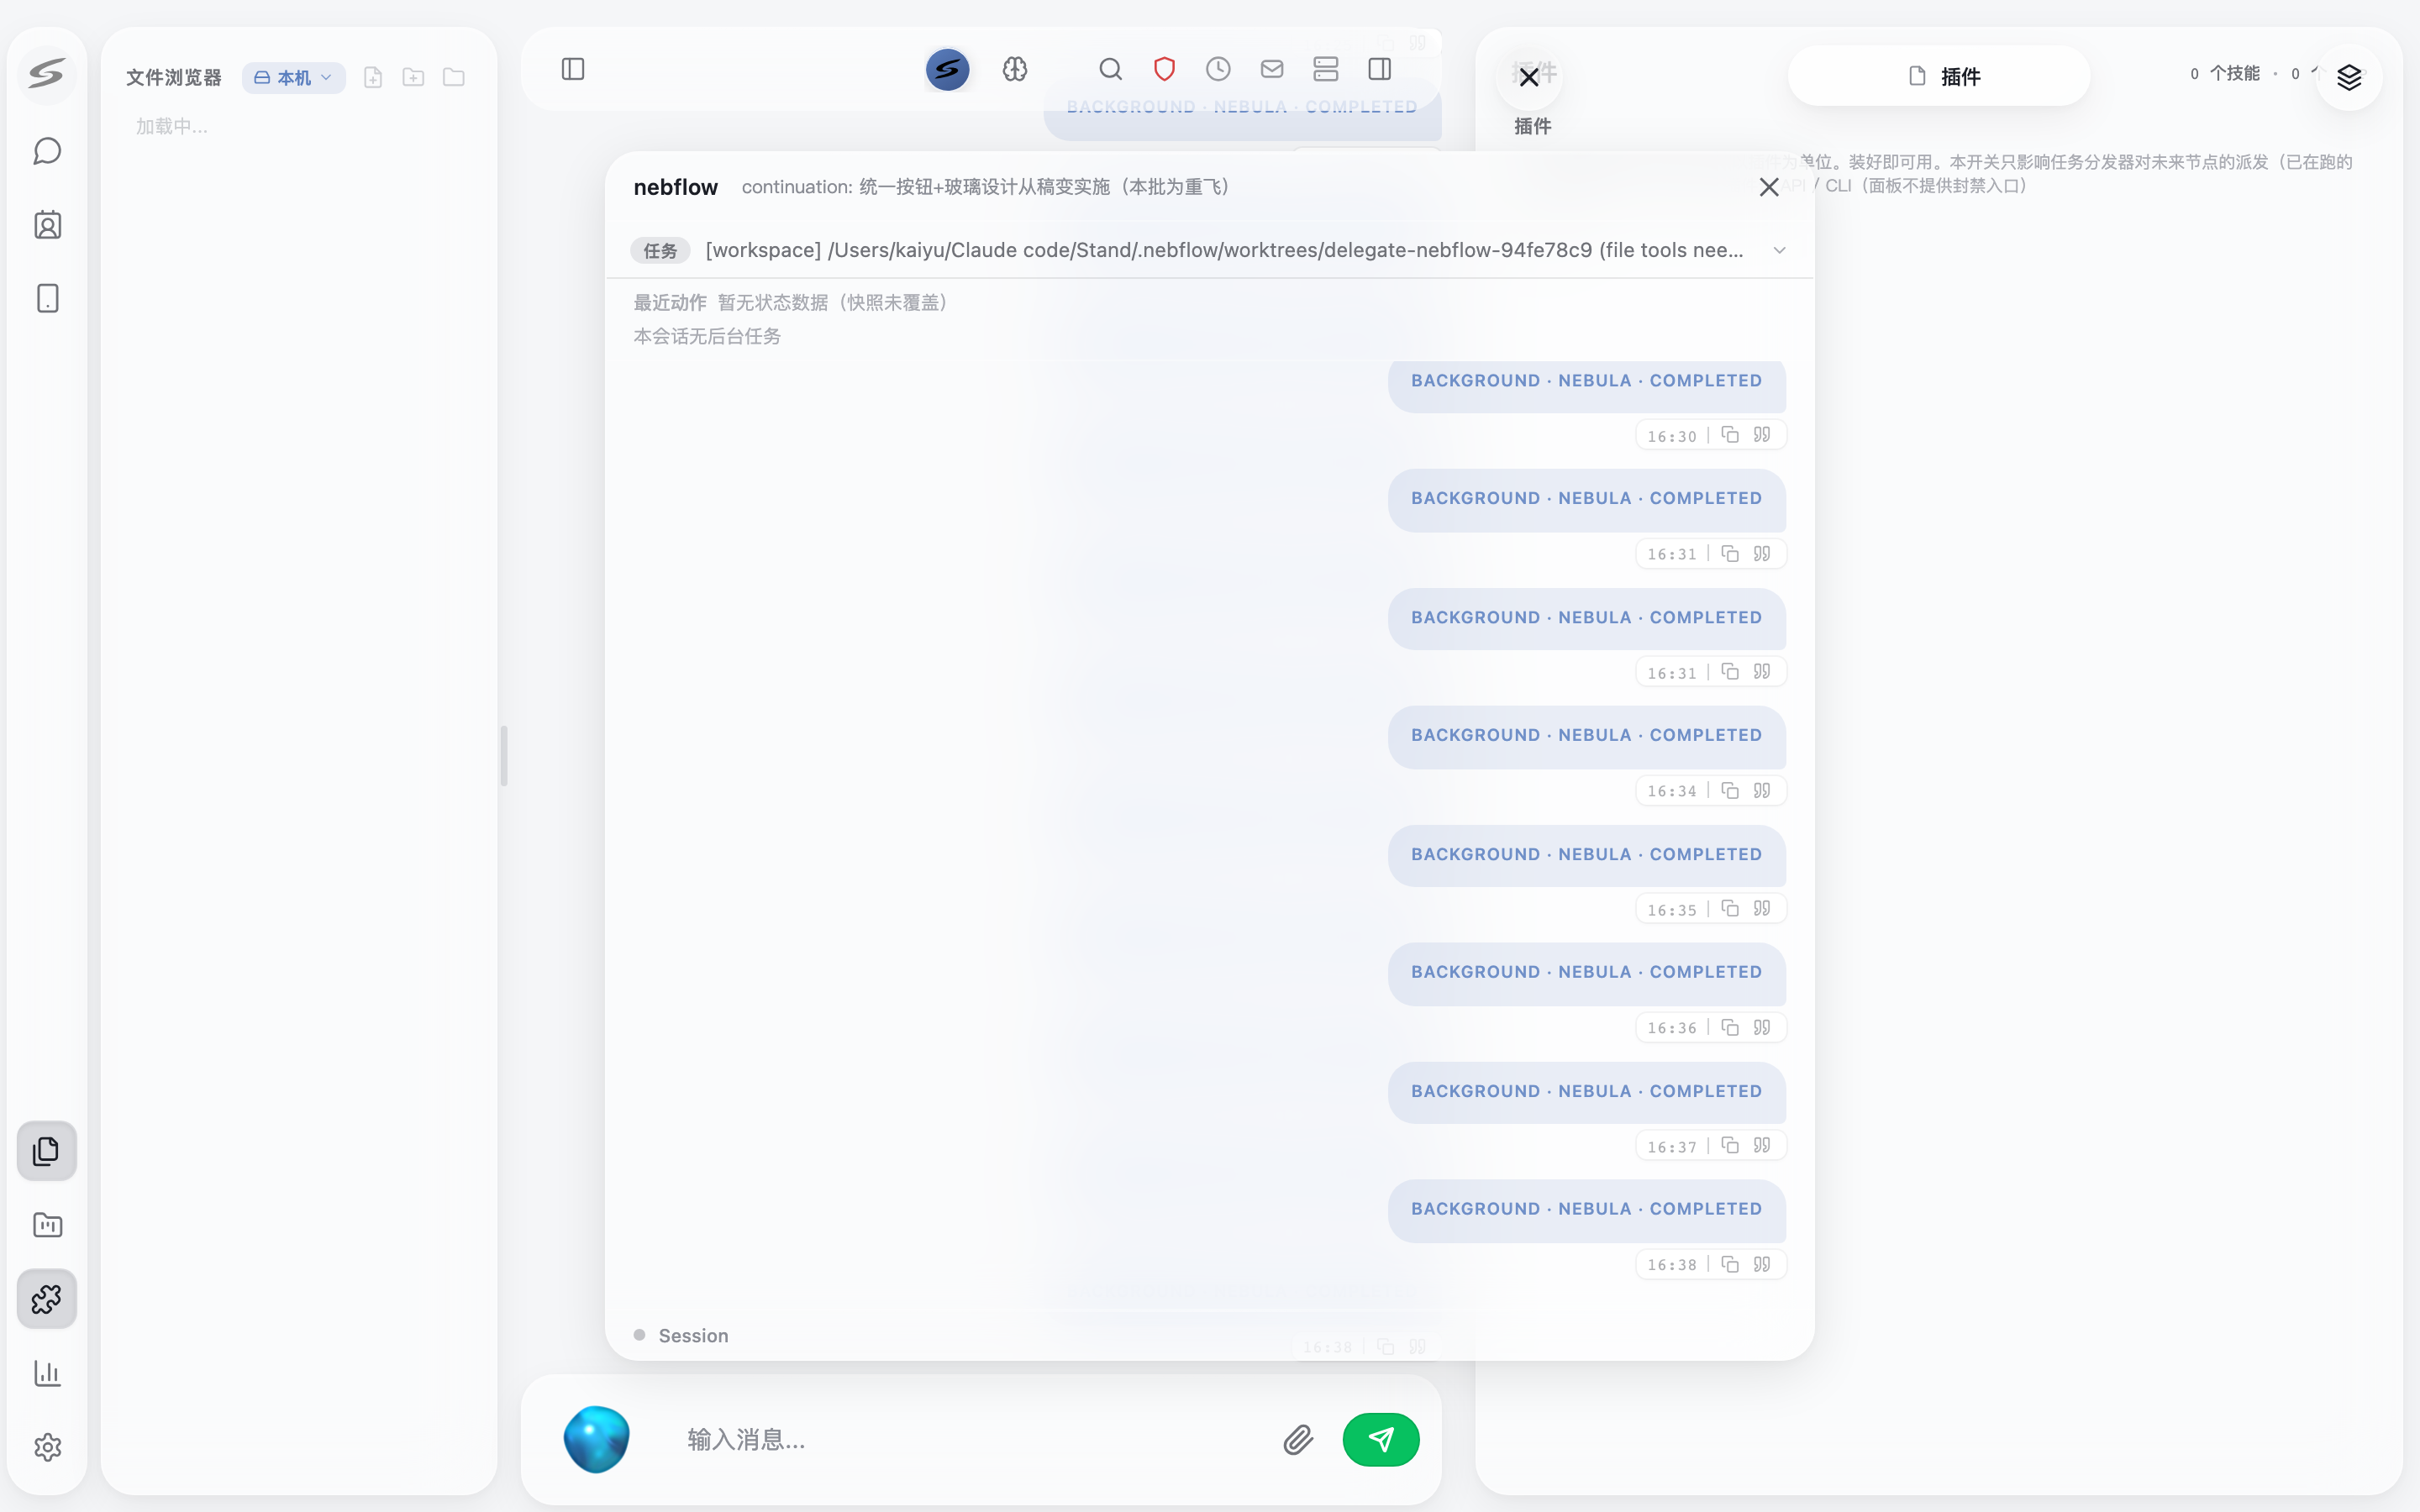 文件浏览器 本机
加载中...
BACKGROUND · NEBULA · COMPLETED
插件
插件
0 个技能 · 0 个
插件
件为单位。装好即可用。本开关只影响任务分发器对未来节点的派发（已在跑的
API / CLI（面板不提供封禁入口）
nebflow continuation: 统一按钮+玻璃设计从稿变实施（本批为重飞）
任务 [workspace] /Users/kaiyu/Claude code/Stand/.nebflow/worktrees/delegate-nebflow-94fe78c9 (file tools nee...
最近动作 暂无状态数据（快照未覆盖）
本会话无后台任务
BACKGROUND · NEBULA · COMPLETED
16:30
BACKGROUND · NEBULA · COMPLETED
16:31
BACKGROUND · NEBULA · COMPLETED
16:31
BACKGROUND · NEBULA · COMPLETED
16:34
BACKGROUND · NEBULA · COMPLETED
16:35
BACKGROUND · NEBULA · COMPLETED
16:36
BACKGROUND · NEBULA · COMPLETED
16:37
BACKGROUND · NEBULA · COMPLETED
16:38
Session
16:38
输入消息...